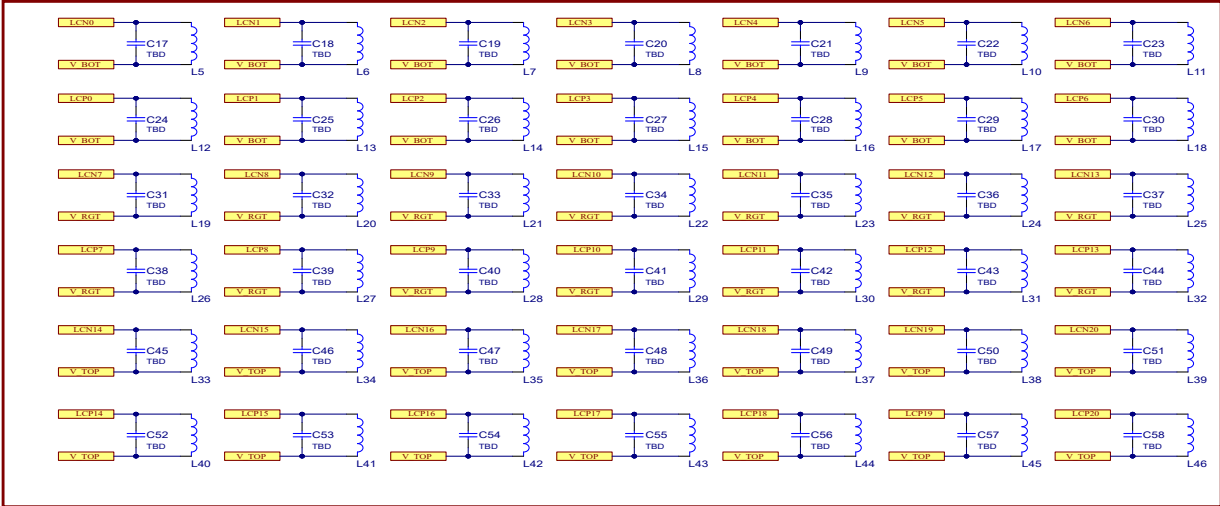 LCN0 LCN1 LCN2 LCN3 LCN4 LCN5 LCN6
C17 C18 C19 C20 C21 C22 C23
TBD TBD TBD TBD TBD TBD TBD
V_BOT V_BOT V_BOT V_BOT V_BOT V_BOT V_BOT
L5 L6 L7 L8 L9 L10 L11
LCP0 LCP1 LCP2 LCP3 LCP4 LCP5 LCP6
C24 C25 C26 C27 C28 C29 C30
TBD TBD TBD TBD TBD TBD TBD
V_BOT V_BOT V_BOT V_BOT V_BOT V_BOT V_BOT
L12 L13 L14 L15 L16 L17 L18
LCN7 LCN8 LCN9 LCN10 LCN11 LCN12 LCN13
C31 C32 C33 C34 C35 C36 C37
TBD TBD TBD TBD TBD TBD TBD
V_RGT V_RGT V_RGT V_RGT V_RGT V_RGT V_RGT
L19 L20 L21 L22 L23 L24 L25
LCP7 LCP8 LCP9 LCP10 LCP11 LCP12 LCP13
C38 C39 C40 C41 C42 C43 C44
TBD TBD TBD TBD TBD TBD TBD
V_RGT V_RGT V_RGT V_RGT V_RGT V_RGT V_RGT
L26 L27 L28 L29 L30 L31 L32
LCN14 LCN15 LCN16 LCN17 LCN18 LCN19 LCN20
C45 C46 C47 C48 C49 C50 C51
TBD TBD TBD TBD TBD TBD TBD
V_TOP V_TOP V_TOP V_TOP V_TOP V_TOP V_TOP
L33 L34 L35 L36 L37 L38 L39
LCP14 LCP15 LCP16 LCP17 LCP18 LCP19 LCP20
C52 C53 C54 C55 C56 C57 C58
TBD TBD TBD TBD TBD TBD TBD
V_TOP V_TOP V_TOP V_TOP V_TOP V_TOP V_TOP
L40 L41 L42 L43 L44 L45 L46